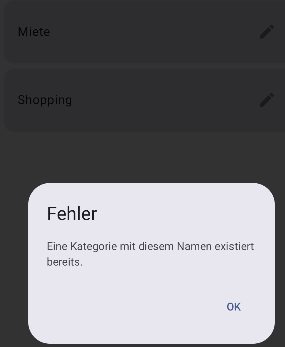 Miete
Shopping
Fehler
Eine Kategorie mit diesem Namen existiert
bereits.
OK